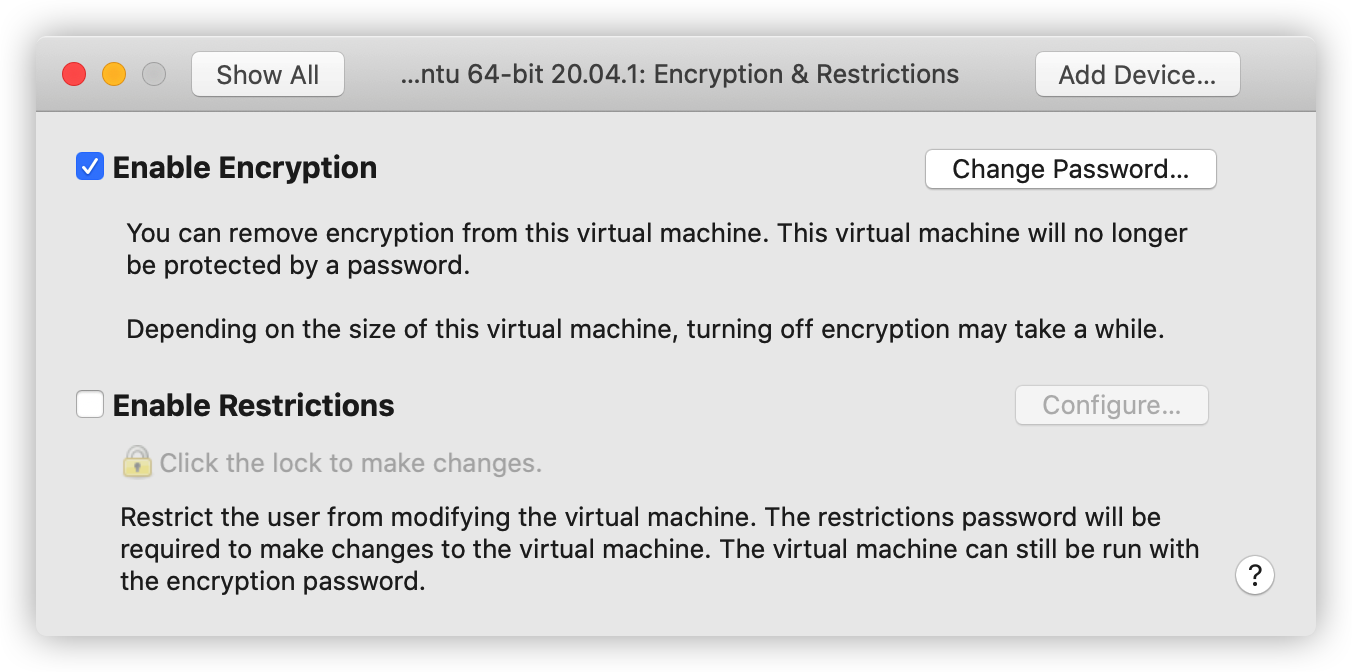 Show All
...ntu 64-bit 20.04.1: Encryption & Restrictions
Add Device...
Enable Encryption
Change Password...
You can remove encryption from this virtual machine. This virtual machine will no longer
be protected by a password.
Depending on the size of this virtual machine, turning off encryption may take a while.
Enable Restrictions
Configure...
Click the lock to make changes.
Restrict the user from modifying the virtual machine. The restrictions password will be
required to make changes to the virtual machine. The virtual machine can still be run with
the encryption password.
?